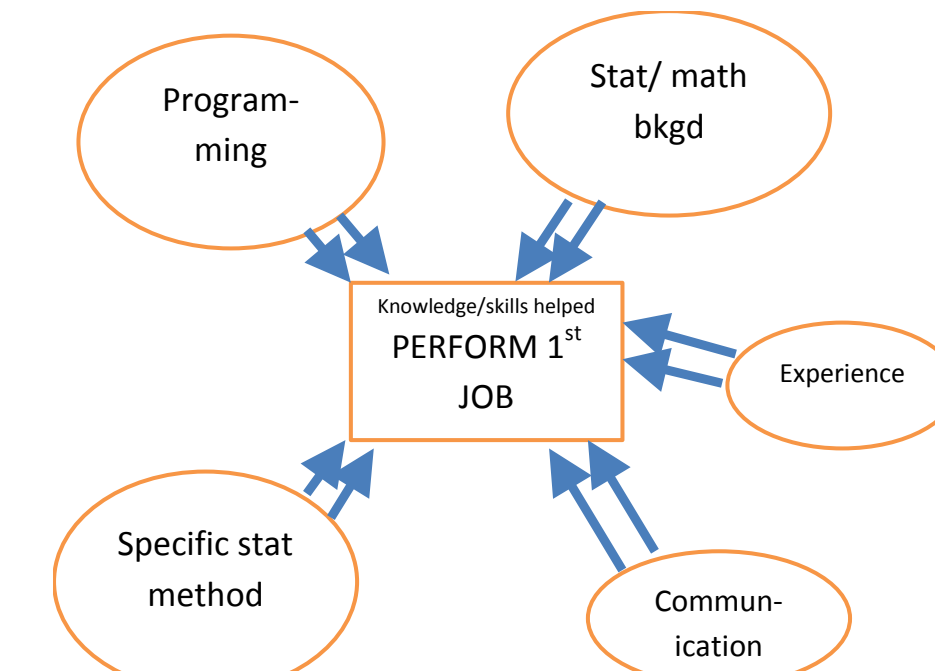 Program-
ming
Stat/ math
bkgd
Knowledge/skills helped
PERFORM 1st
JOB
Experience
Specific stat
method
Commun-
ication